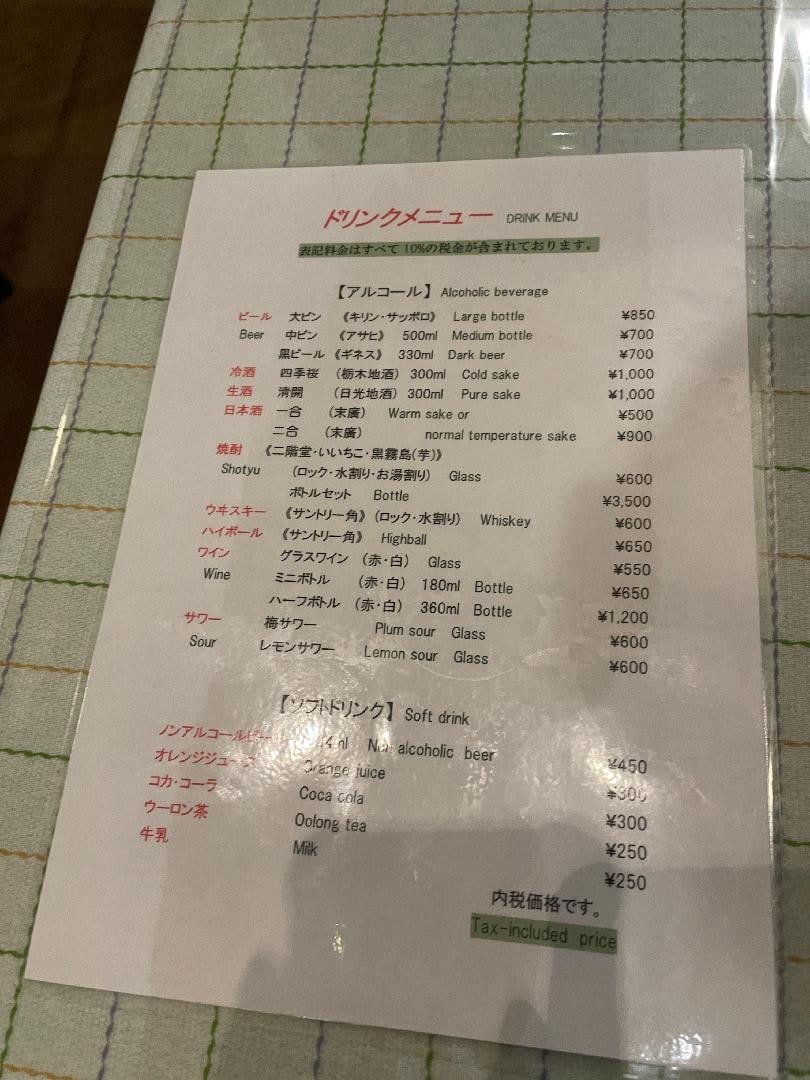 ドリンクメニュー DRINK MENU
表記料金はすべて10%の税金が含まれております。
【アルコール】 Alcoholic beverage
ビール 大ビン 《キリン・サッポロ》 Large bottle ¥850
Beer 中ビン 《アサヒ》 500ml Medium bottle ¥700
黒ビール 《ギネス》 330ml Dark beer ¥700
冷酒 四季桜 (栃木地酒) 300ml Cold sake ¥1,000
生酒 清開 (日光地酒) 300ml Pure sake ¥1,000
日本酒 一合 (末廣) Warm sake or ¥500
二合 (末廣) normal temperature sake ¥900
焼酎 《二階堂・いいちこ・黒霧島(芋)》
Shotyu (ロック・水割り・お湯割り) Glass ¥600
ボトルセット Bottle ¥3,500
ウヰスキー 《サントリー角》 (ロック・水割り) Whiskey ¥600
ハイボール 《サントリー角》 Highball ¥650
ワイン グラスワイン (赤・白) Glass ¥550
Wine ミニボトル (赤・白) 180ml Bottle ¥650
ハーフボトル (赤・白) 360ml Bottle ¥1,200
サワー 梅サワー Plum sour Glass ¥600
Sour レモンサワー Lemon sour Glass ¥600
【ソフトドリンク】 Soft drink
ノンアルコールビール alcoholic beer ¥450
オレンジジュース Orange juice ¥300
コカ・コーラ Coca cola ¥300
ウーロン茶 Oolong tea ¥250
牛乳 Milk ¥250
内税価格です。
Tax-included price